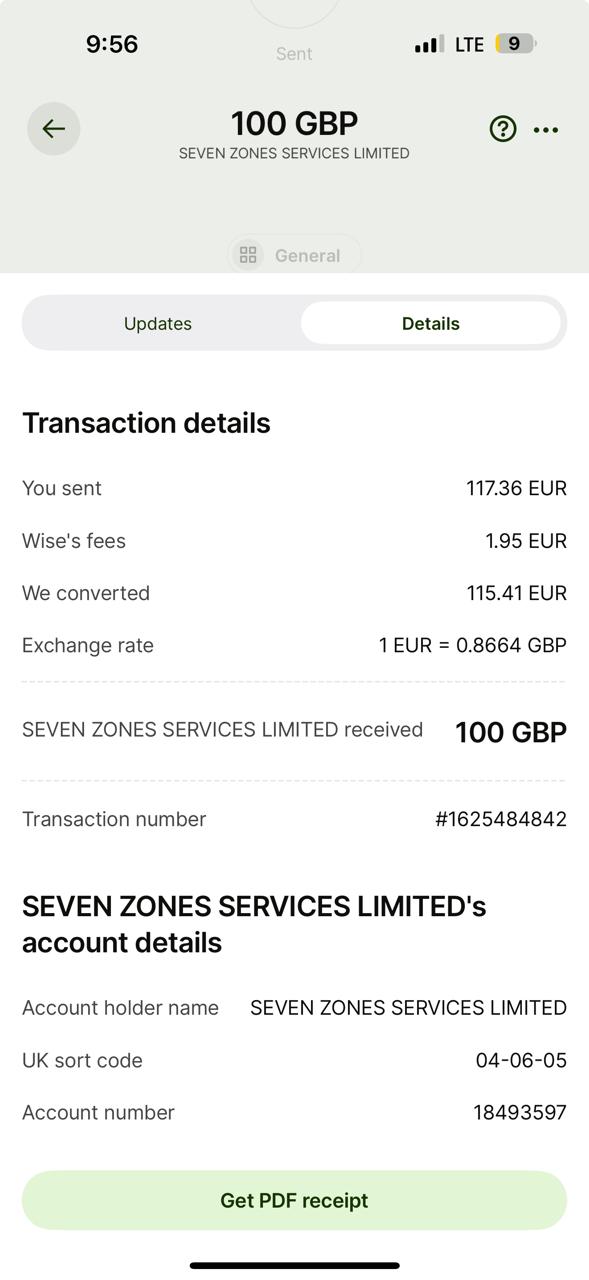 9:56
LTE
9
Sent
100 GBP
SEVEN ZONES SERVICES LIMITED
General
Updates
Details
Transaction details
You sent 117.36 EUR
Wise's fees 1.95 EUR
We converted 115.41 EUR
Exchange rate 1 EUR = 0.8664 GBP
SEVEN ZONES SERVICES LIMITED received 100 GBP
Transaction number #1625484842
SEVEN ZONES SERVICES LIMITED's
account details
Account holder name SEVEN ZONES SERVICES LIMITED
UK sort code 04-06-05
Account number 18493597
Get PDF receipt